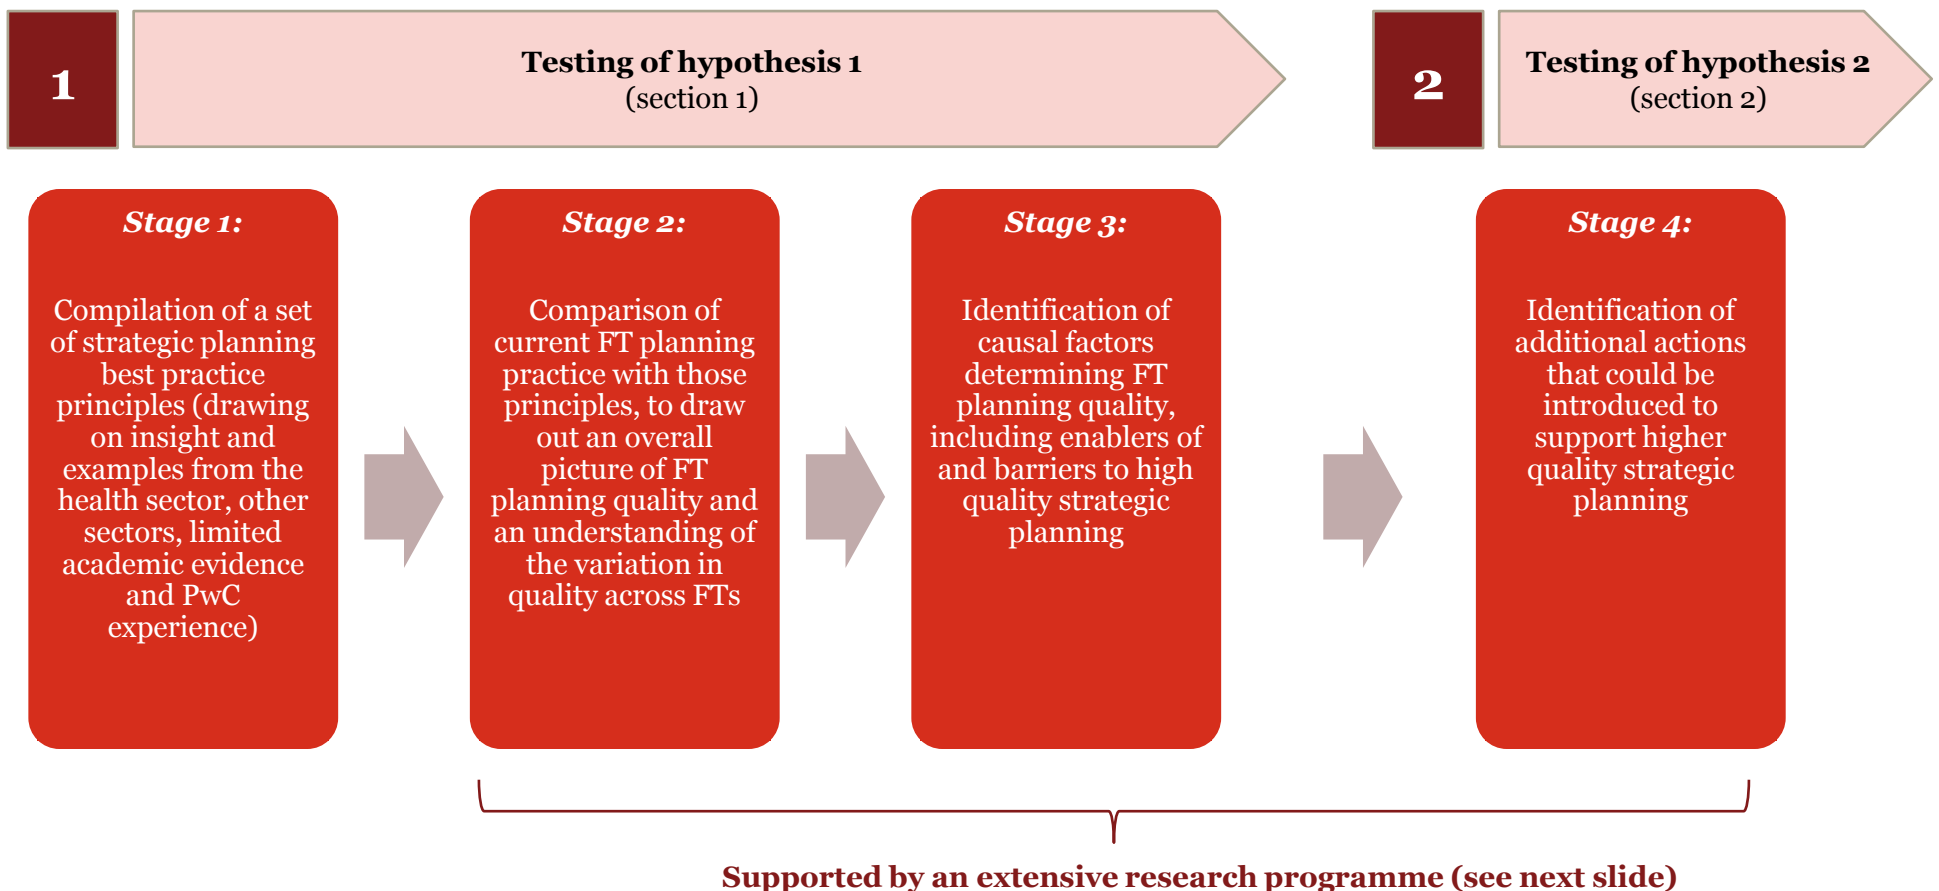 1
Testing of hypothesis 1
(section 1)
2
Testing of hypothesis 2
(section 2)
Stage 1:
Compilation of a set
of strategic planning
best practice
principles (drawing
on insight and
examples from the
health sector, other
sectors, limited
academic evidence
and PwC
experience)
Stage 2:
Comparison of
current FT planning
practice with those
principles, to draw
out an overall
picture of FT
planning quality and
an understanding of
the variation in
quality across FTs
Stage 3:
Identification of
causal factors
determining FT
planning quality,
including enablers of
and barriers to high
quality strategic
planning
Stage 4:
Identification of
additional actions
that could be
introduced to
support higher
quality strategic
planning
Supported by an extensive research programme (see next slide)